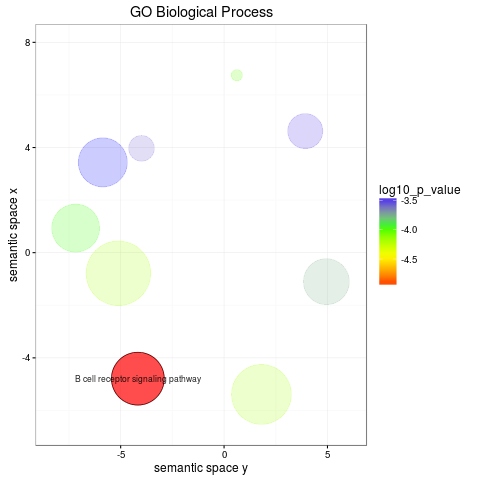 GO Biological Process
8
4
0
-4
semantic space x
B cell receptor signaling pathway
-5
0
5
semantic space y
log10_p_value
-3.5
-4.0
-4.5